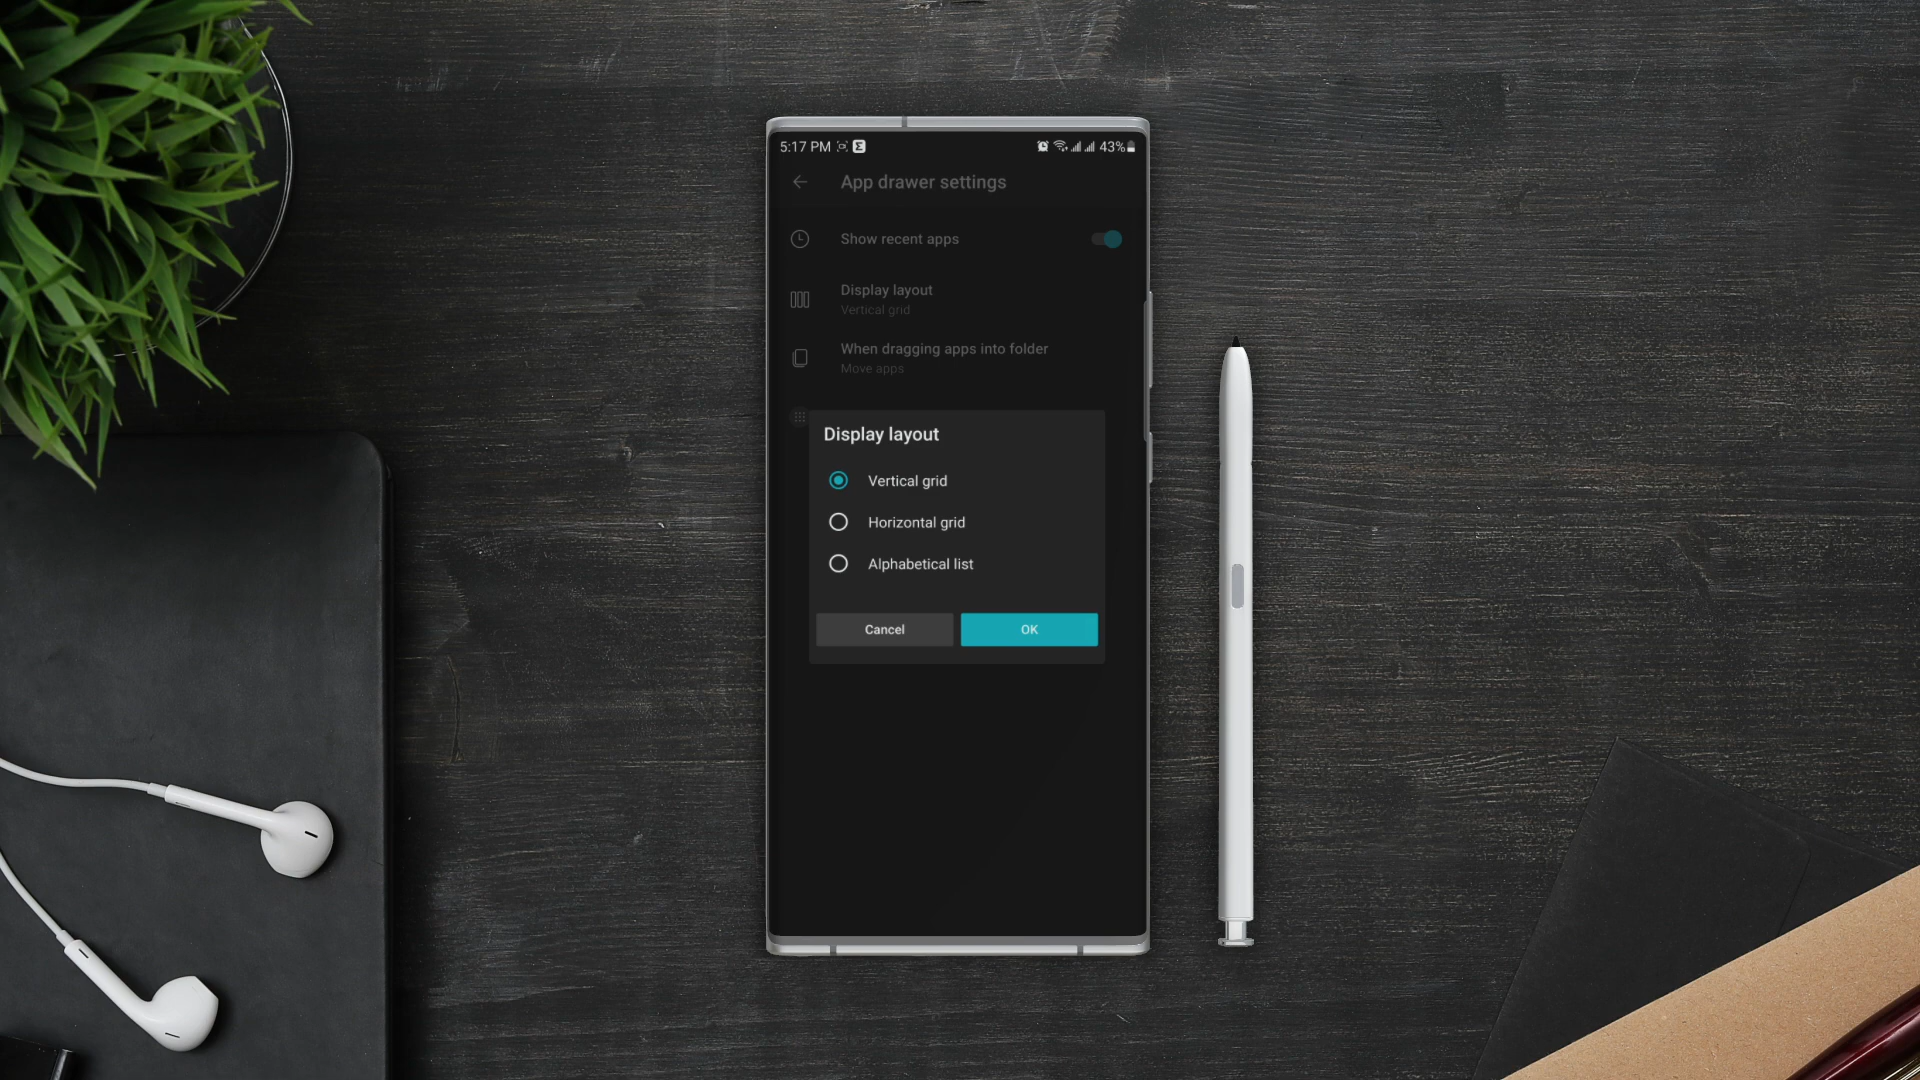 5:17 PM 43%
App drawer settings
Show recent apps
Display layout
Vertical grid
When dragging apps into folder
Move apps
Display layout
Vertical grid
Horizontal grid
Alphabetical list
Cancel OK